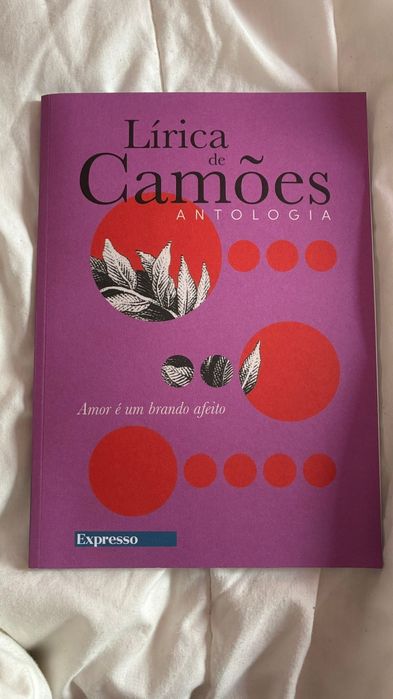 Lírica
de
Camões
ANTOLOGIA
Amor é um brando afeito
Expresso